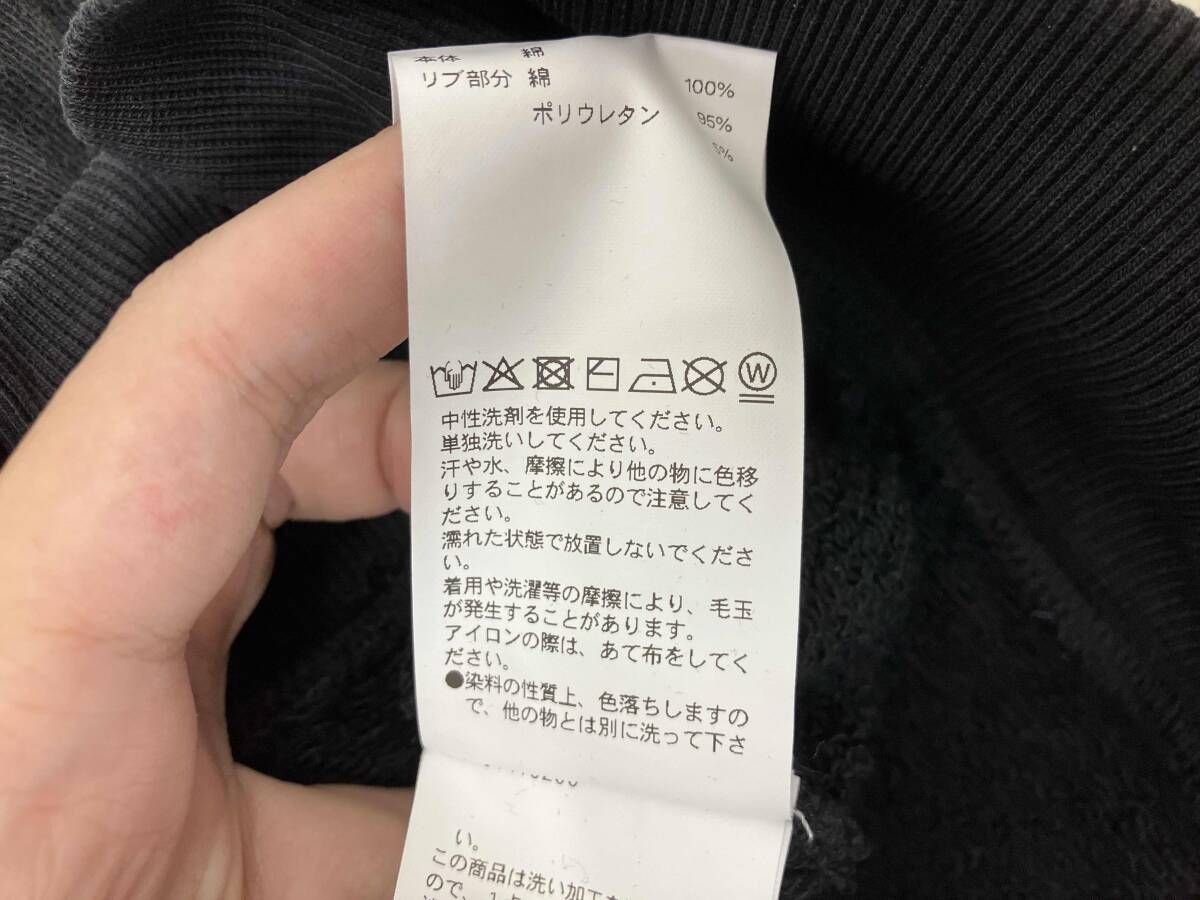 本体 綿 100%
リブ部分 綿 95%
ポリウレタン 5%
W
中性洗剤を使用してください。
単独洗いしてください。
汗や水、摩擦により他の物に色移
りすることがあるので注意してく
ださい。
濡れた状態で放置しないでくださ
い。
着用や洗濯等の摩擦により、毛玉
が発生することがあります。
アイロンの際は、あて布をしてく
ださい。
●染料の性質上、色落ちしますの
で、他の物とは別に洗って下さ
い。
この商品は洗い加工を
ので、